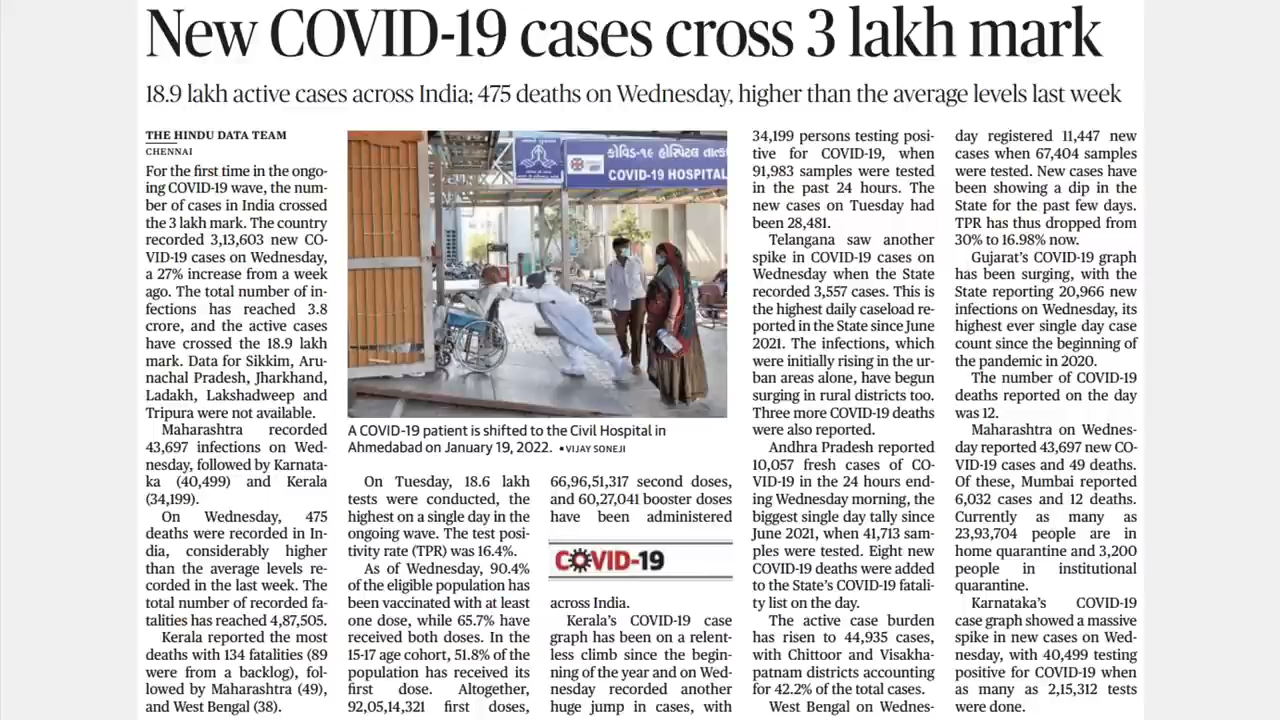 New COVID-19 cases cross 3 lakh mark
18.9 lakh active cases across India; 475 deaths on Wednesday, higher than the average levels last week
THE HINDU DATA TEAM
CHENNAI
For the first time in the ongo-
ing COVID-19 wave, the num-
ber of cases in India crossed
the 3 lakh mark. The country
recorded 3,13,603 new CO-
VID-19 cases on Wednesday,
a 27% increase from a week
ago. The total number of in-
fections has reached 3.8
crore, and the active cases
have crossed the 18.9 lakh
mark. Data for Sikkim, Aru-
nachal Pradesh, Jharkhand,
Ladakh, Lakshadweep and
Tripura were not available.
Maharashtra recorded
43,697 infections on Wed-
nesday, followed by Karnata-
ka (40,499) and Kerala
(34,199).
On Wednesday, 475
deaths were recorded in In-
dia, considerably higher
than the average levels re-
corded in the last week. The
total number of recorded fa-
talities has reached 4,87,505.
Kerala reported the most
deaths with 134 fatalities (89
were from a backlog), fol-
lowed by Maharashtra (49),
and West Bengal (38).
કોવિડ-૧૯ હોસ્પિટલ
COVID-19 HOSPITAL
A COVID-19 patient is shifted to the Civil Hospital in
Ahmedabad on January 19, 2022. ▪VIJAY SONEJI
On Tuesday, 18.6 lakh
tests were conducted, the
highest on a single day in the
ongoing wave. The test posi-
tivity rate (TPR) was 16.4%.
As of Wednesday, 90.4%
of the eligible population has
been vaccinated with at least
one dose, while 65.7% have
received both doses. In the
15-17 age cohort, 51.8% of the
population has received its
first dose. Altogether,
92,05,14,321 first doses,
66,96,51,317 second doses,
and 60,27,041 booster doses
have been administered
COVID-19
across India.
Kerala's COVID-19 case
graph has been on a relent-
less climb since the begin-
ning of the year and on Wed-
nesday recorded another
huge jump in cases, with
34,199 persons testing posi-
tive for COVID-19, when
91,983 samples were tested
in the past 24 hours. The
new cases on Tuesday had
been 28,481.
Telangana saw another
spike in COVID-19 cases on
Wednesday when the State
recorded 3,557 cases. This is
the highest daily caseload re-
ported in the State since June
2021. The infections, which
were initially rising in the ur-
ban areas alone, have begun
surging in rural districts too.
Three more COVID-19 deaths
were also reported.
Andhra Pradesh reported
10,057 fresh cases of CO-
VID-19 in the 24 hours end-
ing Wednesday morning, the
biggest single day tally since
June 2021, when 41,713 sam-
ples were tested. Eight new
COVID-19 deaths were added
to the State's COVID-19 fatali-
ty list on the day.
The active case burden
has risen to 44,935 cases,
with Chittoor and Visakha-
patnam districts accounting
for 42.2% of the total cases.
West Bengal on Wednes-
day registered 11,447 new
cases when 67,404 samples
were tested. New cases have
been showing a dip in the
State for the past few days.
TPR has thus dropped from
30% to 16.98% now.
Gujarat's COVID-19 graph
has been surging, with the
State reporting 20,966 new
infections on Wednesday, its
highest ever single day case
count since the beginning of
the pandemic in 2020.
The number of COVID-19
deaths reported on the day
was 12.
Maharashtra on Wednes-
day reported 43,697 new CO-
VID-19 cases and 49 deaths.
Of these, Mumbai reported
6,032 cases and 12 deaths.
Currently as many as
23,93,704 people are in
home quarantine and 3,200
people in institutional
quarantine.
Karnataka's COVID-19
case graph showed a massive
spike in new cases on Wed-
nesday, with 40,499 testing
positive for COVID-19 when
as many as 2,15,312 tests
were done.